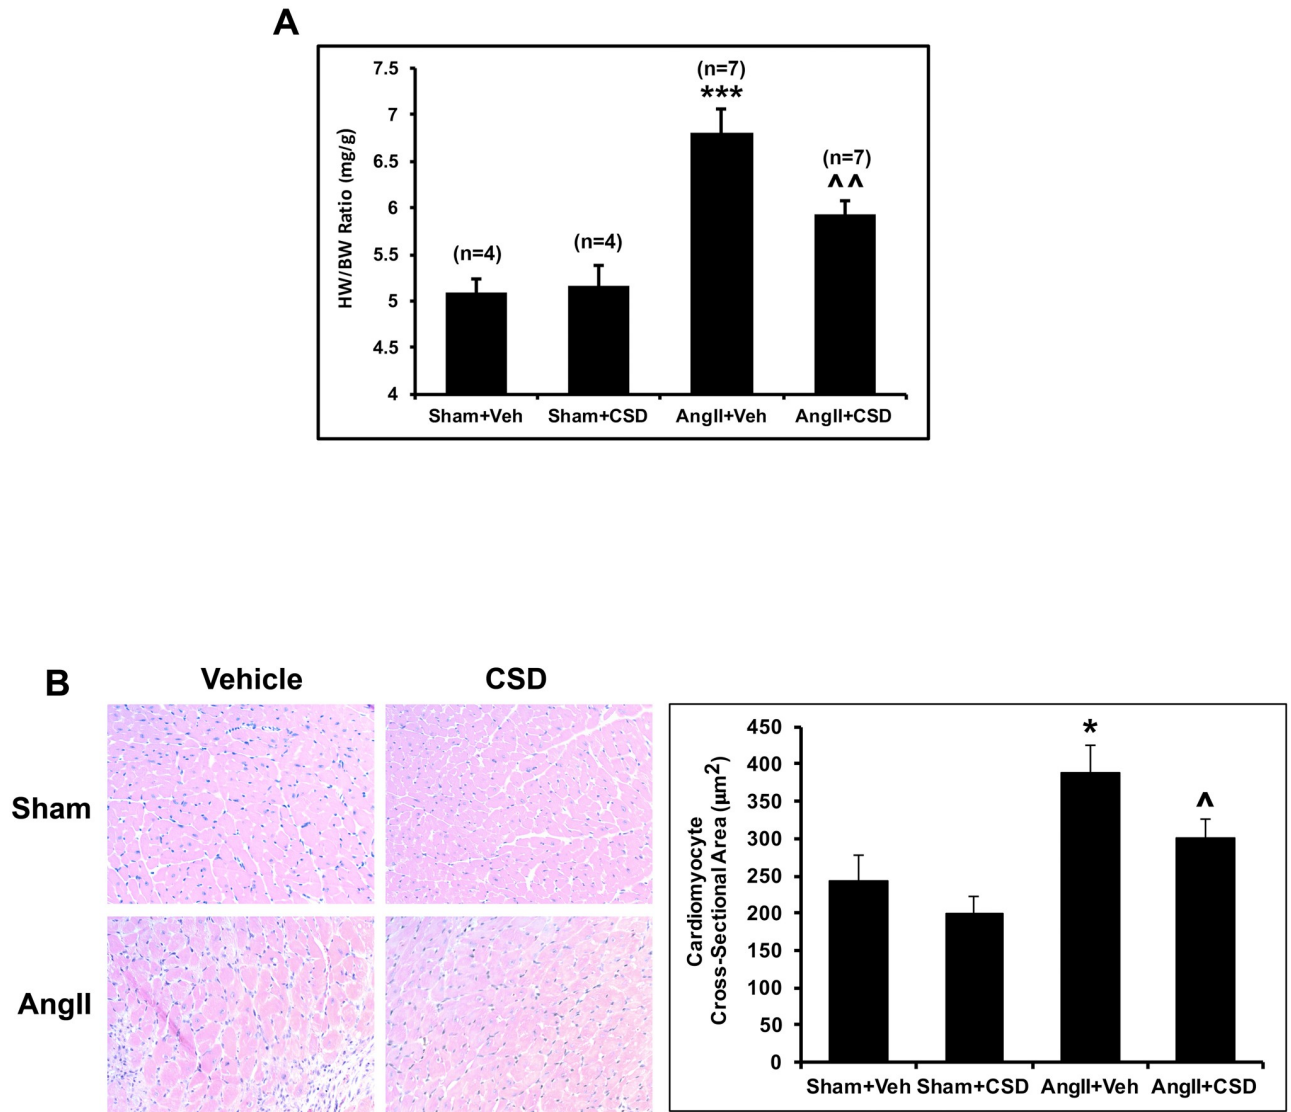 A
HW/BW Ratio (mg/g)
7.5
7
6.5
6
5.5
5
4.5
4
(n=4)
(n=4)
(n=7)
***
(n=7)
^^
Sham+Veh Sham+CSD AngII+Veh AngII+CSD
B
Vehicle CSD
Sham
AngII
Cardiomyocyte
Cross-Sectional Area (µm²)
450
400
350
300
250
200
150
100
50
0
*
^
Sham+Veh Sham+CSD AngII+Veh AngII+CSD